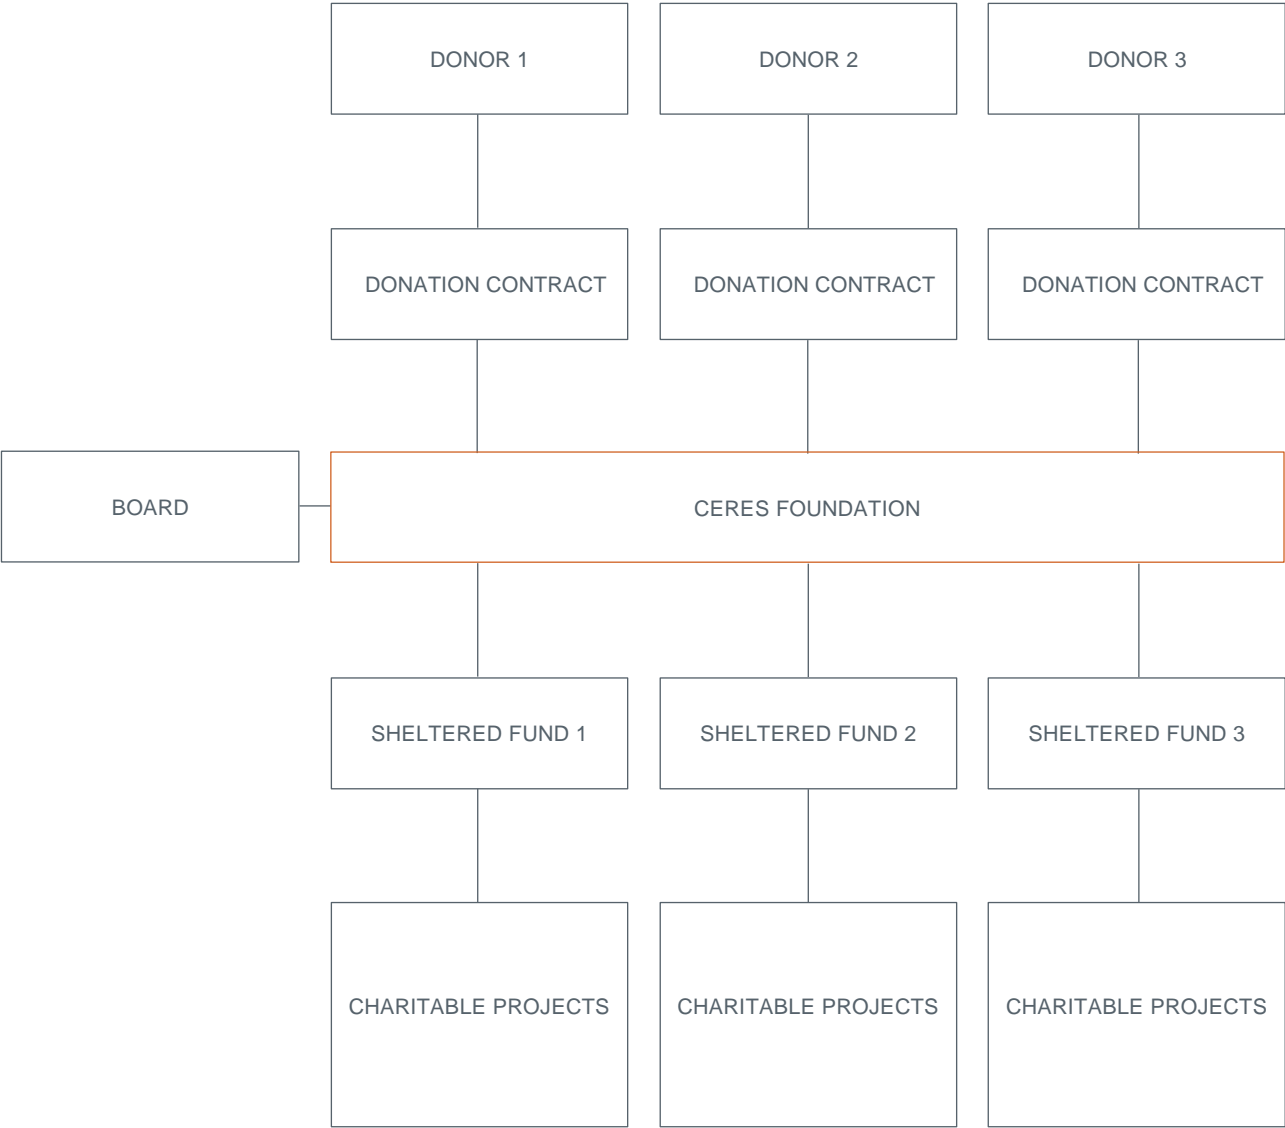 DONOR 1
DONOR 2
DONOR 3
DONATION CONTRACT
DONATION CONTRACT
DONATION CONTRACT
BOARD
CERES FOUNDATION
SHELTERED FUND 1
SHELTERED FUND 2
SHELTERED FUND 3
CHARITABLE PROJECTS
CHARITABLE PROJECTS
CHARITABLE PROJECTS